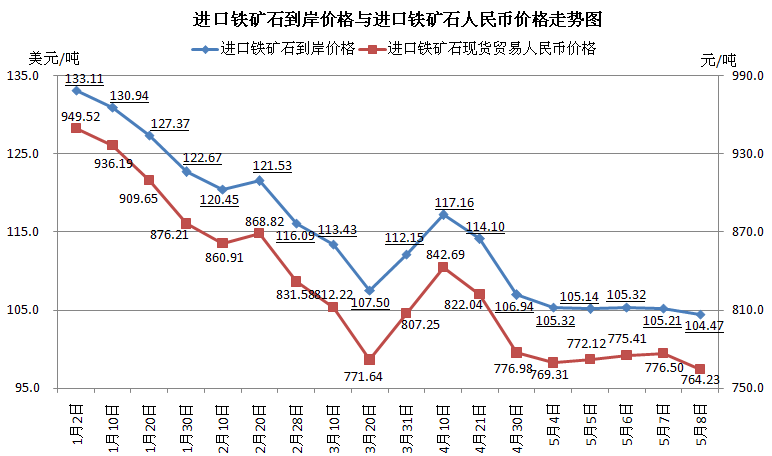 进口铁矿石到岸价格与进口铁矿石人民币价格走势图
美元/吨
进口铁矿石到岸价格 进口铁矿石现货贸易人民币价格
元/吨
135.0 990.0
133.11
130.94
949.52
127.37
936.19
125.0 930.0
122.67
121.53
120.45
117.16
909.65
868.82
116.09
113.43
114.10
876.21
115.0 870.0
112.15
860.91
842.69
831.58
812.22
107.50
822.04
106.94
105.32
105.14
105.32
105.21
104.47
105.0 810.0
807.25
771.64
776.98
769.31
772.12
775.41
776.50
764.23
95.0 750.0
1月2日
1月10日
1月20日
1月30日
2月10日
2月20日
2月28日
3月10日
3月20日
3月31日
4月10日
4月21日
4月30日
5月4日
5月5日
5月6日
5月7日
5月8日